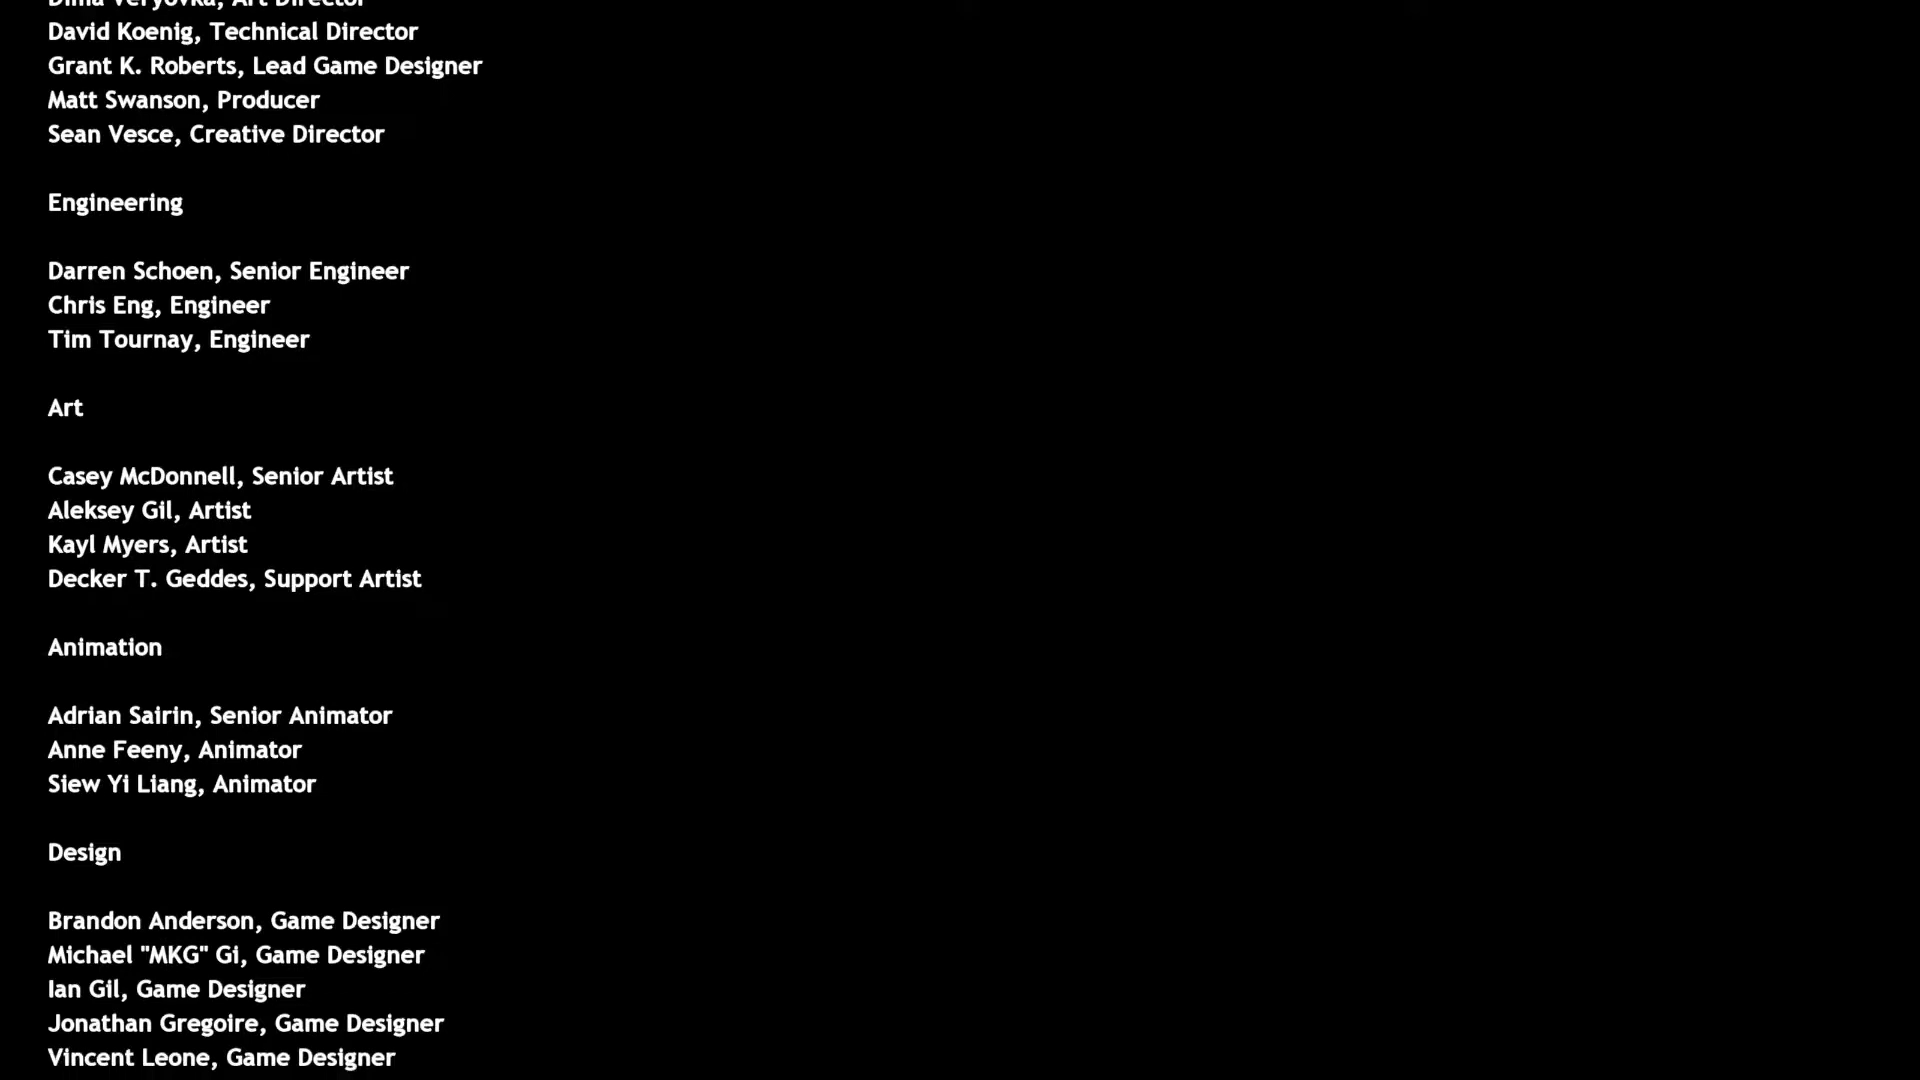 Dima Veryovka, Art Director
David Koenig, Technical Director
Grant K. Roberts, Lead Game Designer
Matt Swanson, Producer
Sean Vesce, Creative Director
Engineering
Darren Schoen, Senior Engineer
Chris Eng, Engineer
Tim Tournay, Engineer
Art
Casey McDonnell, Senior Artist
Aleksey Gil, Artist
Kayl Myers, Artist
Decker T. Geddes, Support Artist
Animation
Adrian Sairin, Senior Animator
Anne Feeny, Animator
Siew Yi Liang, Animator
Design
Brandon Anderson, Game Designer
Michael "MKG" Gi, Game Designer
Ian Gil, Game Designer
Jonathan Gregoire, Game Designer
Vincent Leone, Game Designer